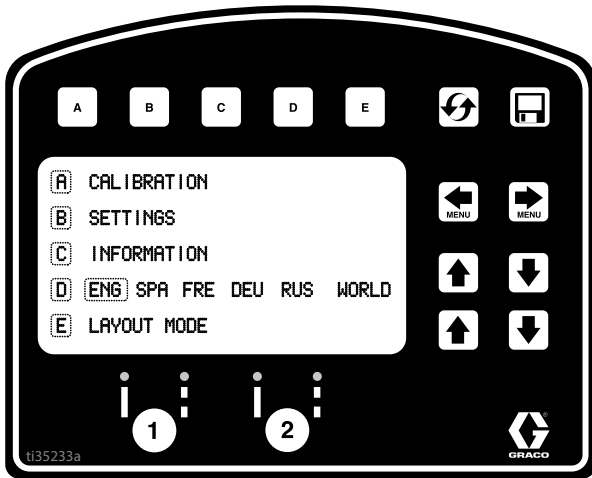 A B C D E
A CALIBRATION
B SETTINGS
C INFORMATION
D ENG SPA FRE DEU RUS WORLD
E LAYOUT MODE
MENU MENU
1 2
ti35233a
GRACO